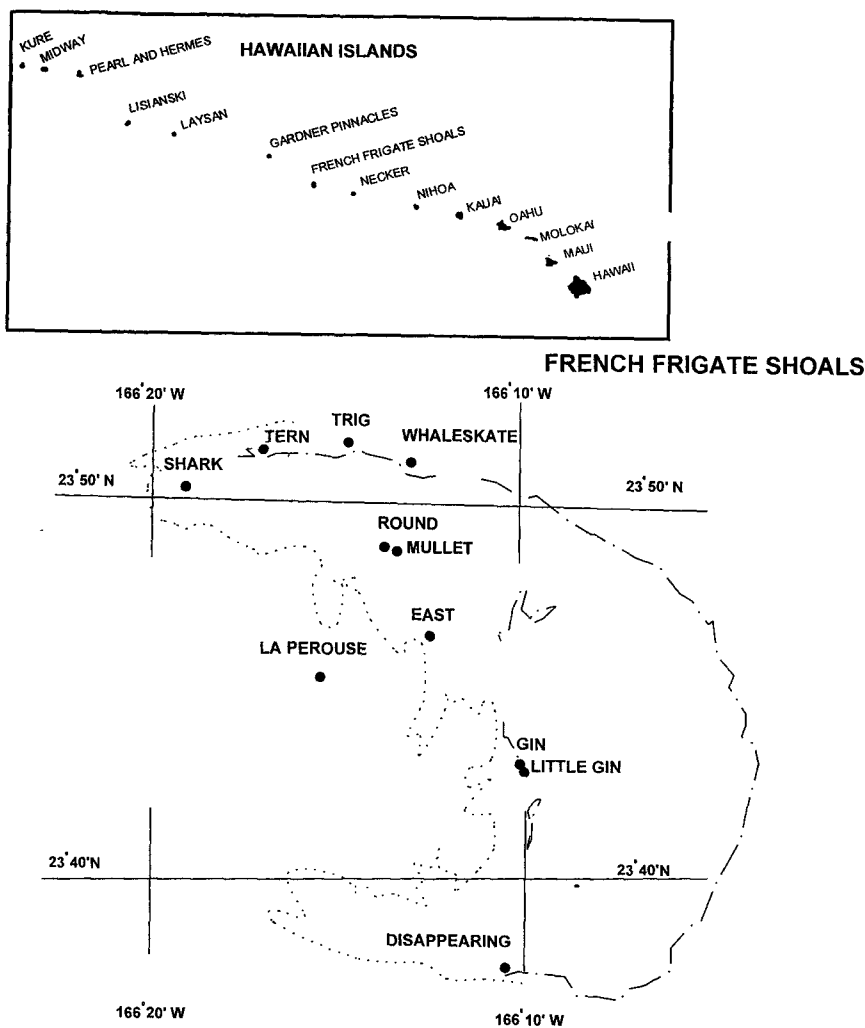 KURE
MIDWAY
PEARL AND HERMES
HAWAIIAN ISLANDS
LISIANSKI
LAYSAN
GARDNER PINNACLES
FRENCH FRIGATE SHOALS
NECKER
NIHOA
KAUAI
OAHU
MOLOKAI
MAUI
HAWAII
FRENCH FRIGATE SHOALS
166°20' W
166°10' W
TRIG
TERN
WHALESKATE
SHARK
23°50' N
23°50' N
ROUND
MULLET
EAST
LA PEROUSE
GIN
LITTLE GIN
23°40'N
23°40'N
DISAPPEARING
166°20' W
166°10' W